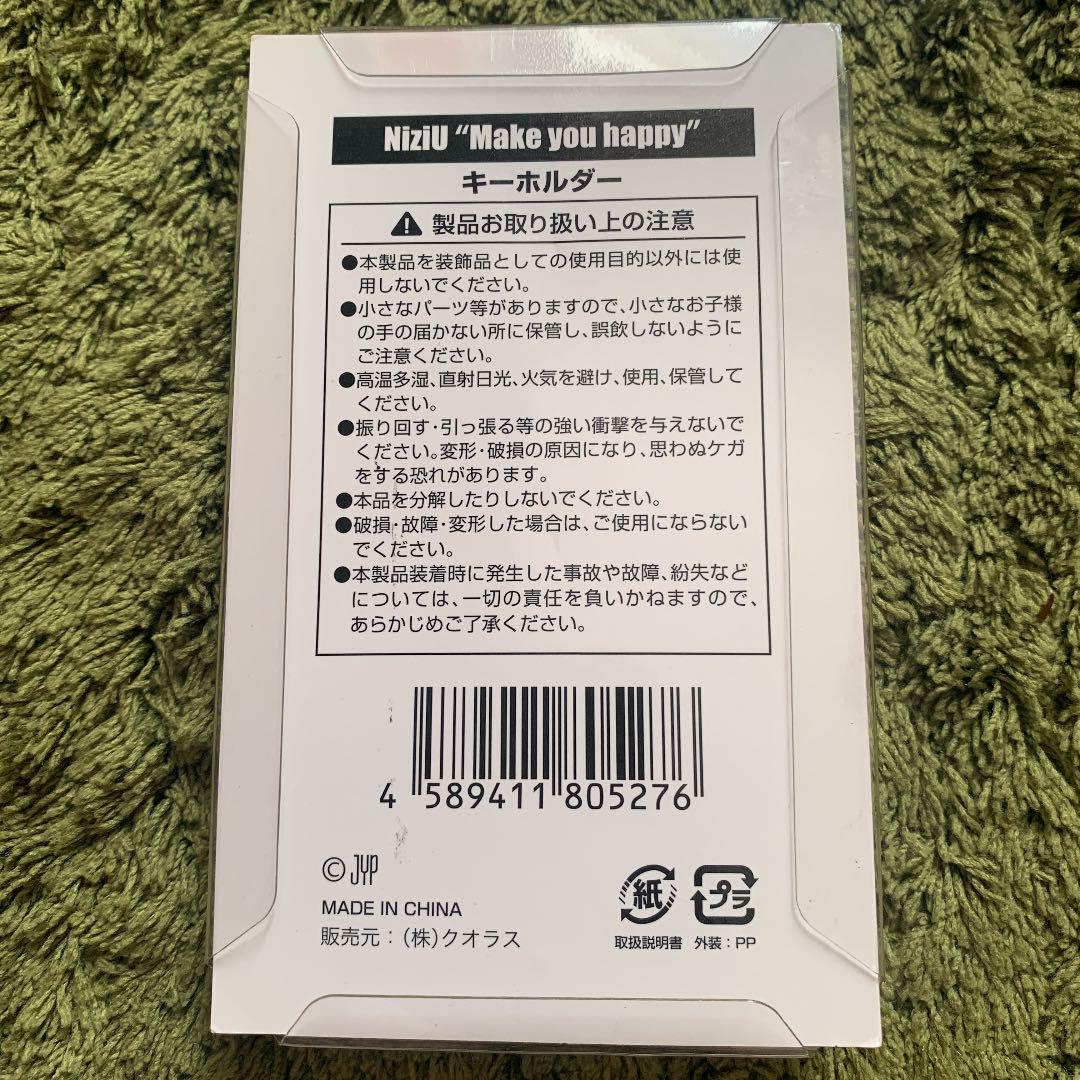 NiziU “Make you happy”
キーホルダー
製品お取り扱い上の注意
●本製品を装飾品としての使用目的以外には使
用しないでください。
●小さなパーツ等がありますので、小さなお子様
の手の届かない所に保管し、誤飲しないように
ご注意ください。
●高温多湿、直射日光、火気を避け、使用、保管して
ください。
●振り回す・引っ張る等の強い衝撃を与えないで
ください。変形・破損の原因になり、思わぬケガ
をする恐れがあります。
●本品を分解したりしないでください。
●破損・故障・変形した場合は、ご使用にならない
でください。
●本製品装着時に発生した事故や故障、紛失など
については、一切の責任を負いかねますので、
あらかじめご了承ください。
4 589411 805276
© JYP
MADE IN CHINA
販売元：（株）クオラス
紙 プラ
取扱説明書 外装：PP